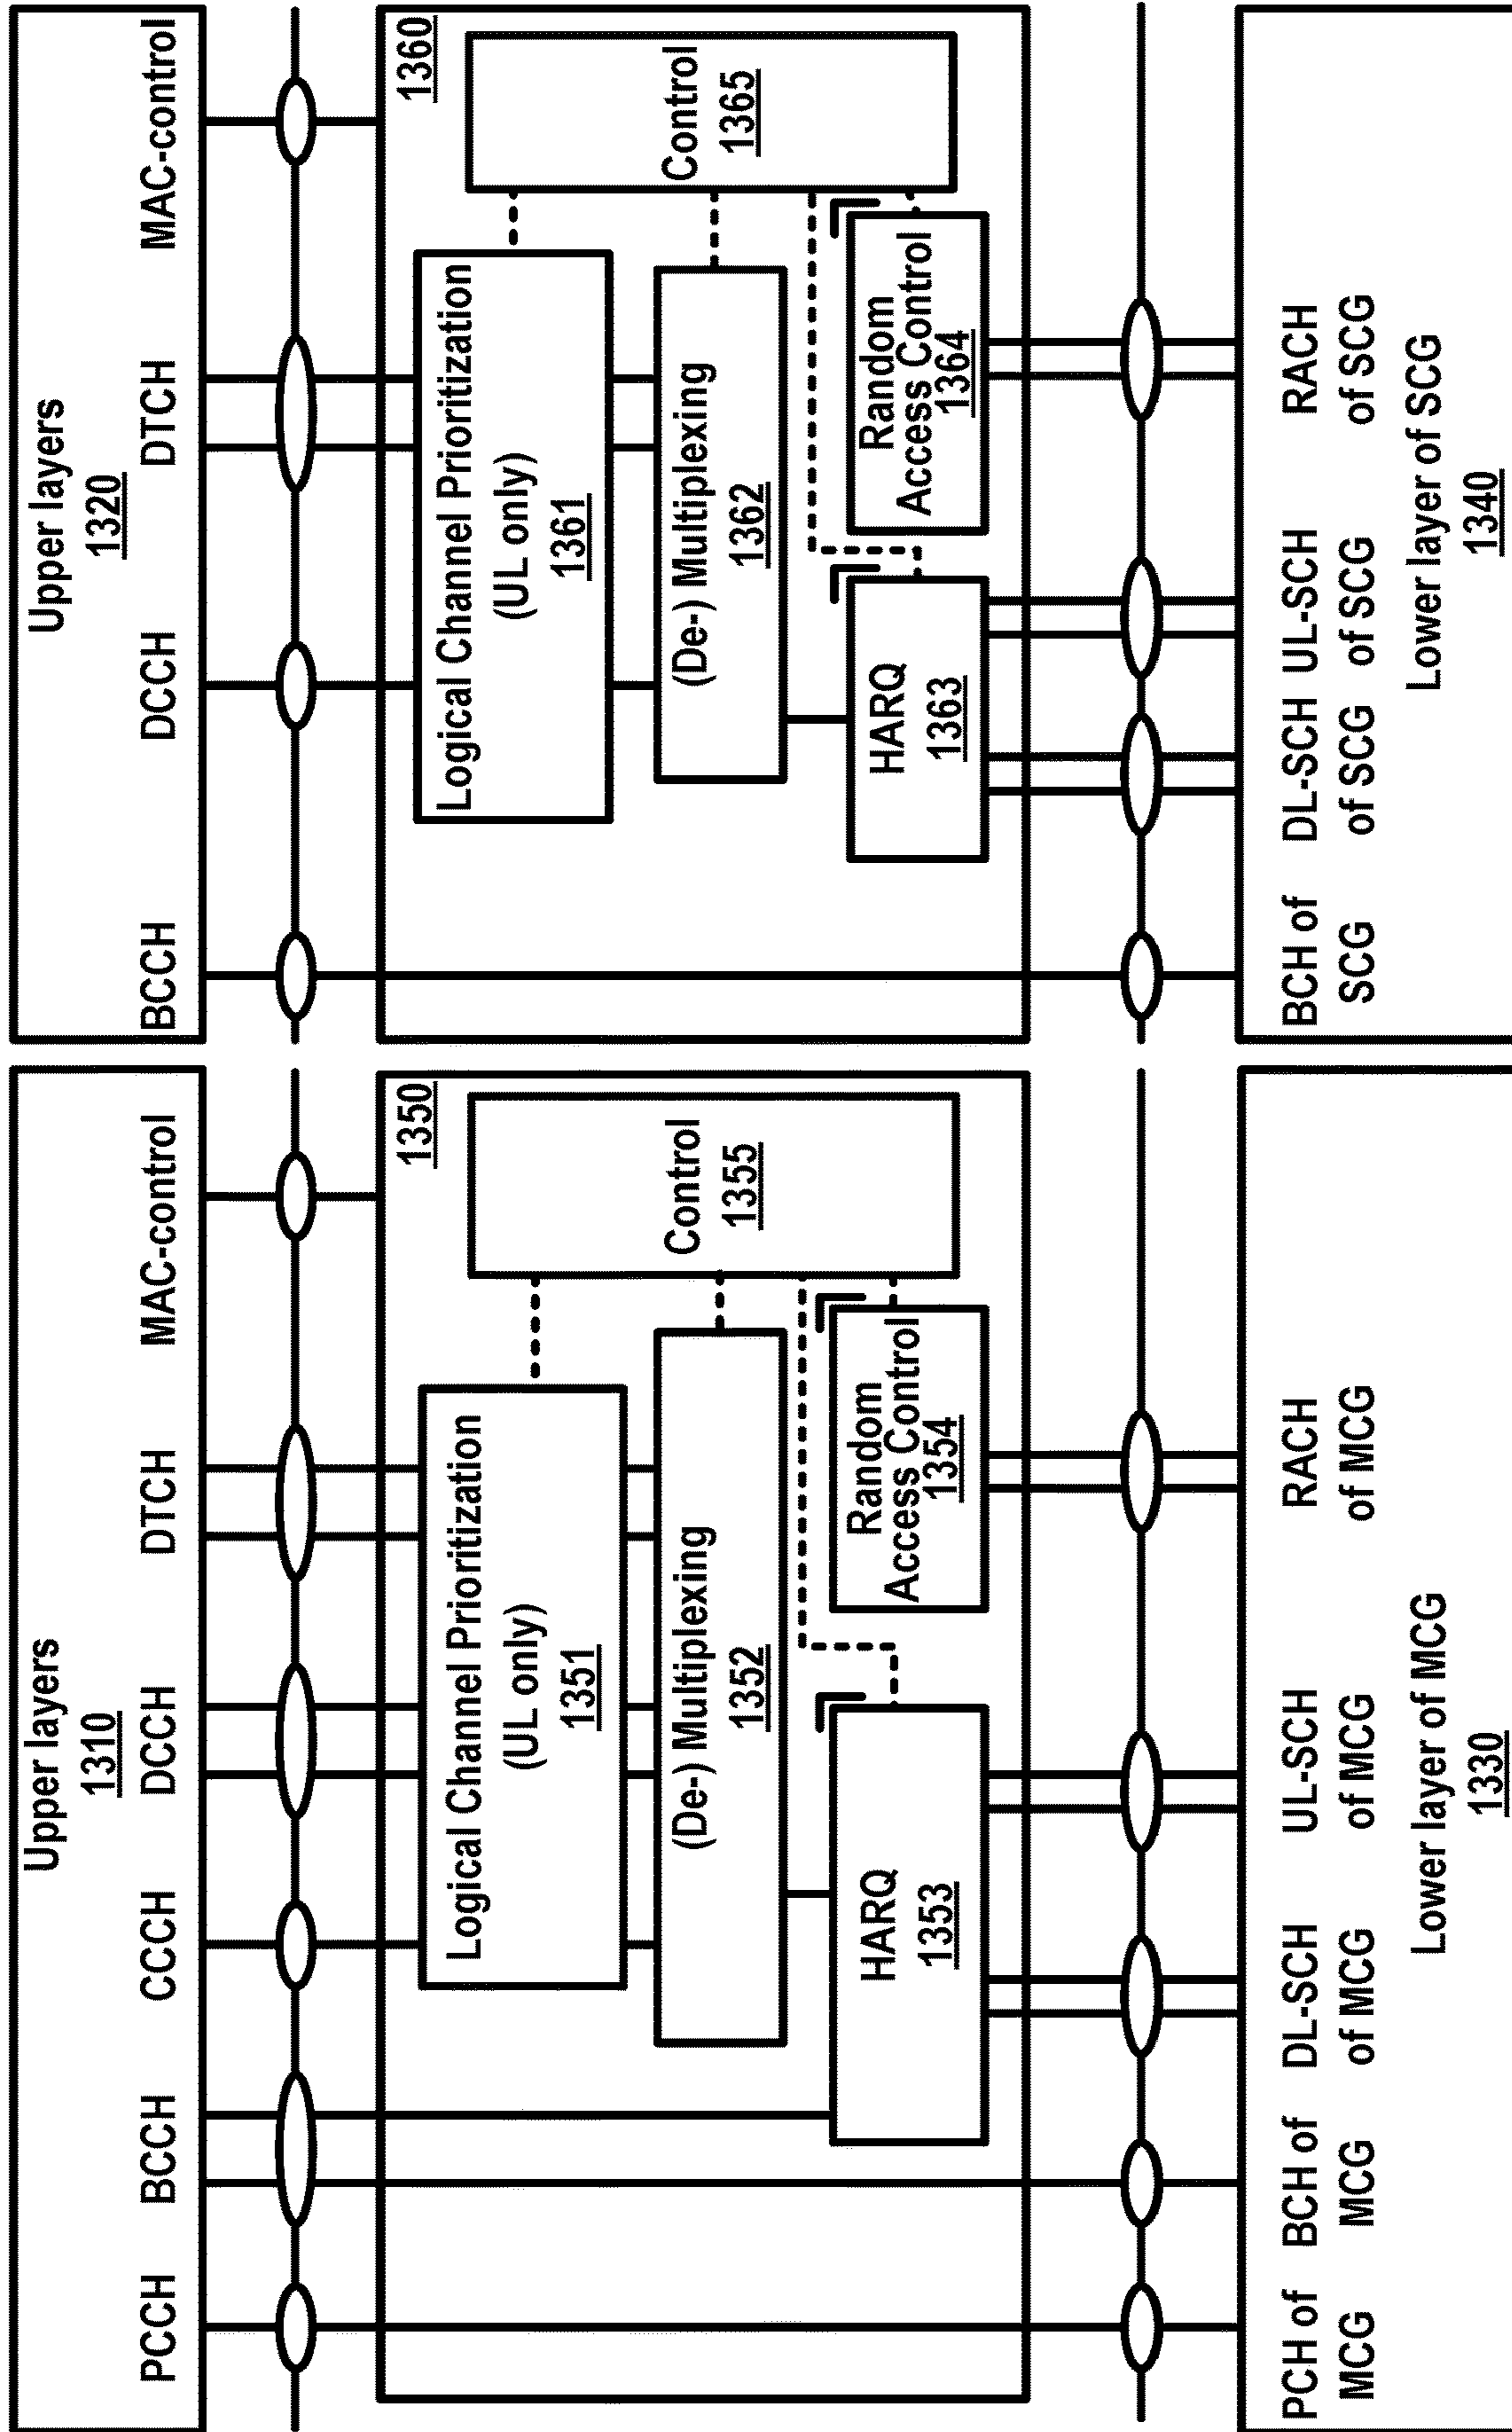 Upper layers
1310
PCCH
BCCH
CCCH
DCCH
DTCH
MAC-control
1350
Logical Channel Prioritization
(UL only)
1351
(De-) Multiplexing
1352
HARQ
1353
Random
Access Control
1354
Control
1355
PCH of
MCG
BCH of
MCG
DL-SCH
of MCG
UL-SCH
of MCG
RACH
of MCG
Lower layer of MCG
1330
Upper layers
1320
BCCH
DCCH
DTCH
MAC-control
1360
Logical Channel Prioritization
(UL only)
1361
(De-) Multiplexing
1362
HARQ
1363
Random
Access Control
1364
Control
1365
BCH of
SCG
DL-SCH
of SCG
UL-SCH
of SCG
RACH
of SCG
Lower layer of SCG
1340